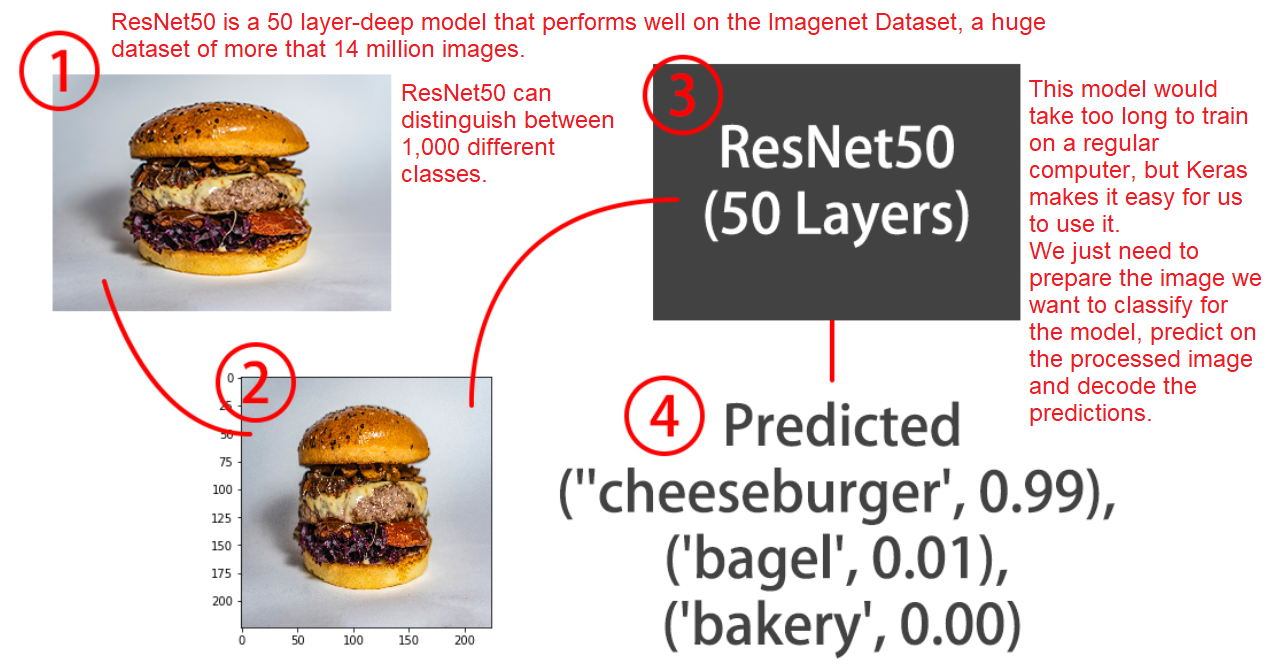 ResNet50 is a 50 layer-deep model that performs well on the Imagenet Dataset, a huge
dataset of more that 14 million images.
1
ResNet50 can
distinguish between
1,000 different
classes.
2
0
25
50
75
100
125
150
175
200
0 50 100 150 200
3
ResNet50
(50 Layers)
This model would
take too long to train
on a regular
computer, but Keras
makes it easy for us
to use it.
We just need to
prepare the image we
want to classify for
the model, predict on
the processed image
and decode the
predictions.
4
Predicted
(''cheeseburger', 0.99),
('bagel', 0.01),
('bakery', 0.00)